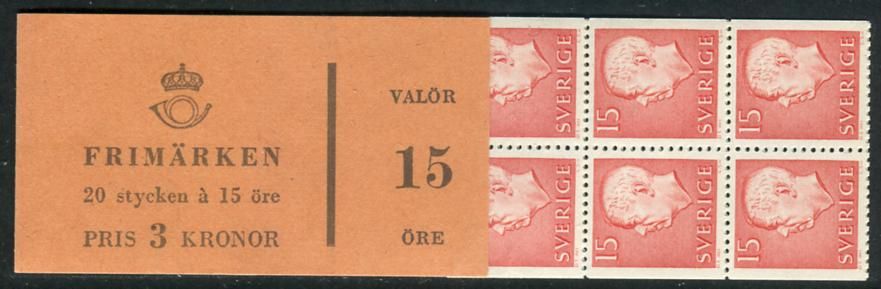 FRIMÄRKEN
20 stycken à 15 öre
PRIS 3 KRONOR
VALÖR
15
ÖRE
SVERIGE
15
SVERIGE
15
SVERIGE
SVERIGE
15
SVERIGE
15
SVERIGE